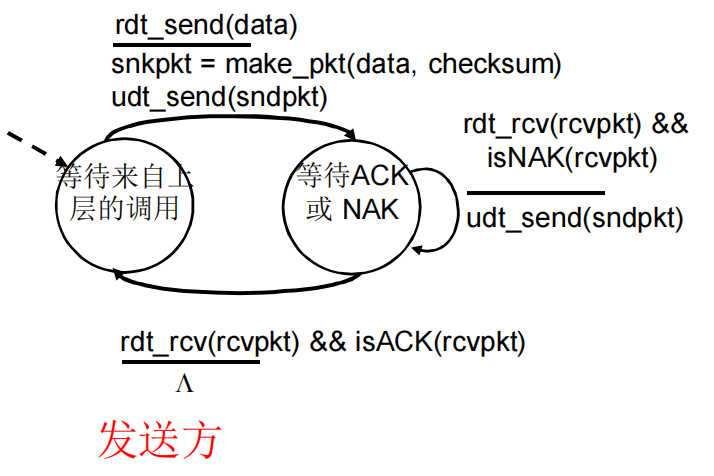 rdt_send(data)
snkpkt = make_pkt(data, checksum)
udt_send(sndpkt)
rdt_rcv(rcvpkt) &&
isNAK(rcvpkt)
udt_send(sndpkt)
等待来自上
层的调用
等待ACK
或 NAK
rdt_rcv(rcvpkt) && isACK(rcvpkt)
Λ
发送方